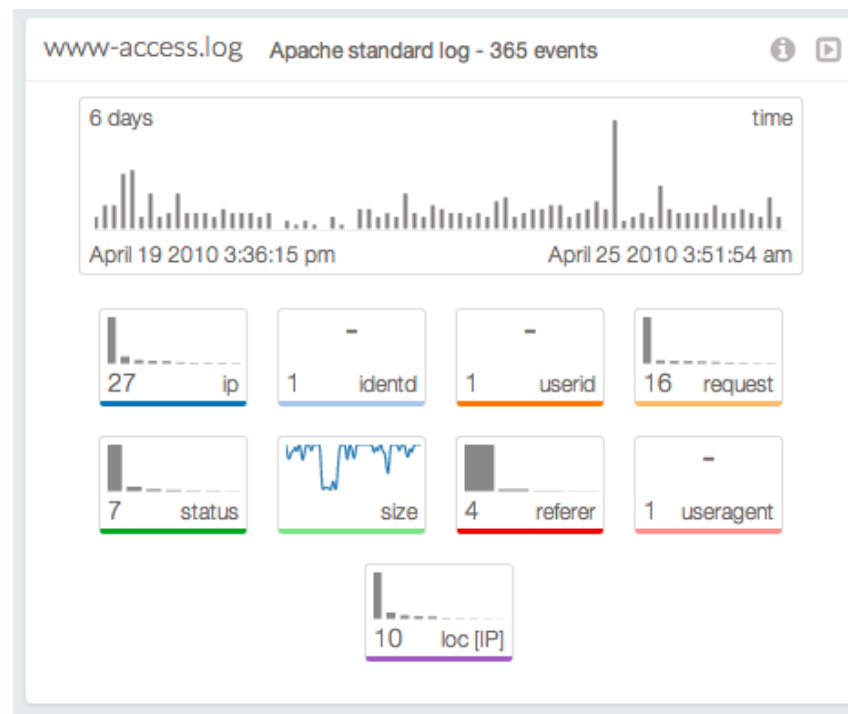 www-access.log Apache standard log - 365 events
6 days time
April 19 2010 3:36:15 pm April 25 2010 3:51:54 am
- -
27 ip 1 identd 1 userid 16 request
-
7 status size 4 referer 1 useragent
10 loc [IP]